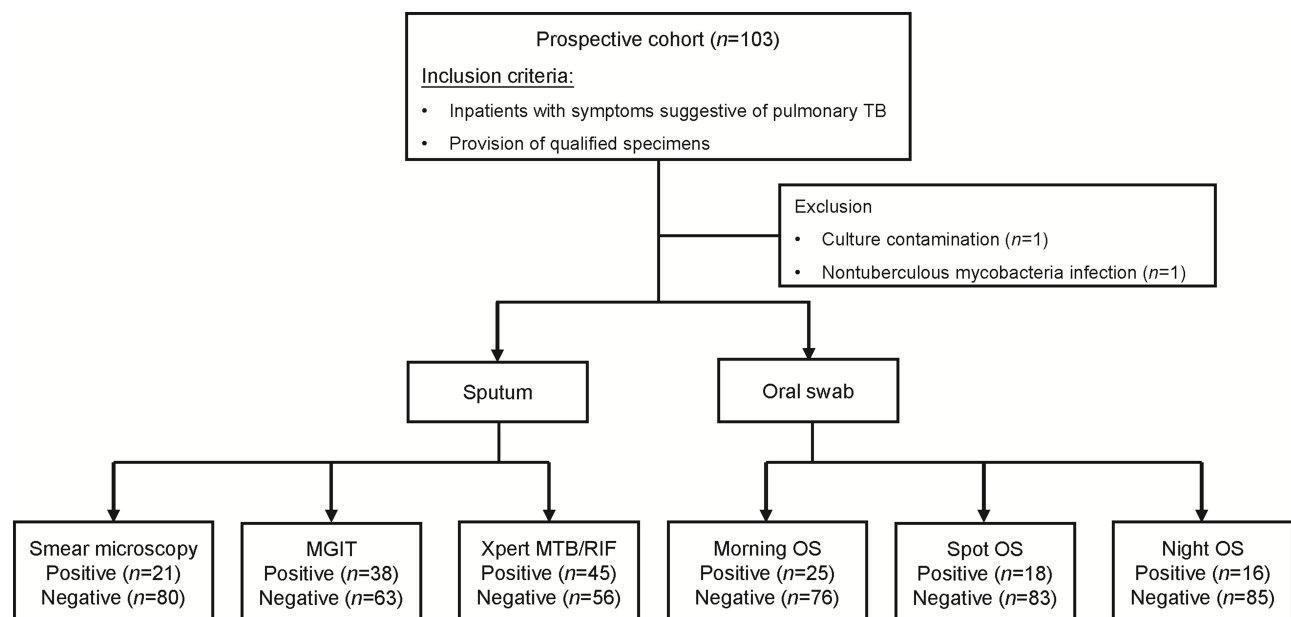 Prospective cohort (n=103)
Inclusion criteria:
• Inpatients with symptoms suggestive of pulmonary TB
• Provision of qualified specimens
Exclusion
• Culture contamination (n=1)
• Nontuberculous mycobacteria infection (n=1)
Sputum
Oral swab
Smear microscopy
Positive (n=21)
Negative (n=80)
MGIT
Positive (n=38)
Negative (n=63)
Xpert MTB/RIF
Positive (n=45)
Negative (n=56)
Morning OS
Positive (n=25)
Negative (n=76)
Spot OS
Positive (n=18)
Negative (n=83)
Night OS
Positive (n=16)
Negative (n=85)